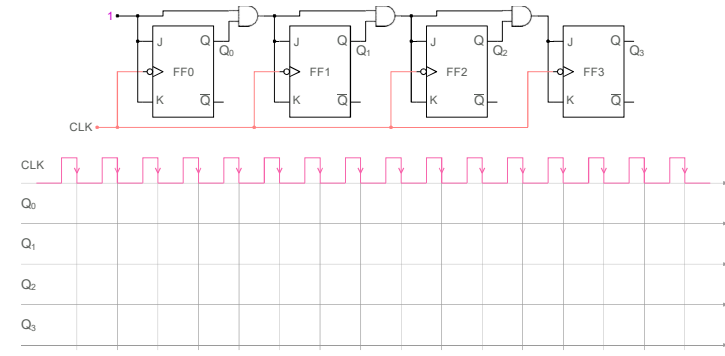 1
J Q Q₀ J Q Q₁ J Q Q₂ J Q Q₃
FF0 FF1 FF2 FF3
K Q̅ K Q̅ K Q̅ K Q̅
CLK
CLK
Q₀
Q₁
Q₂
Q₃